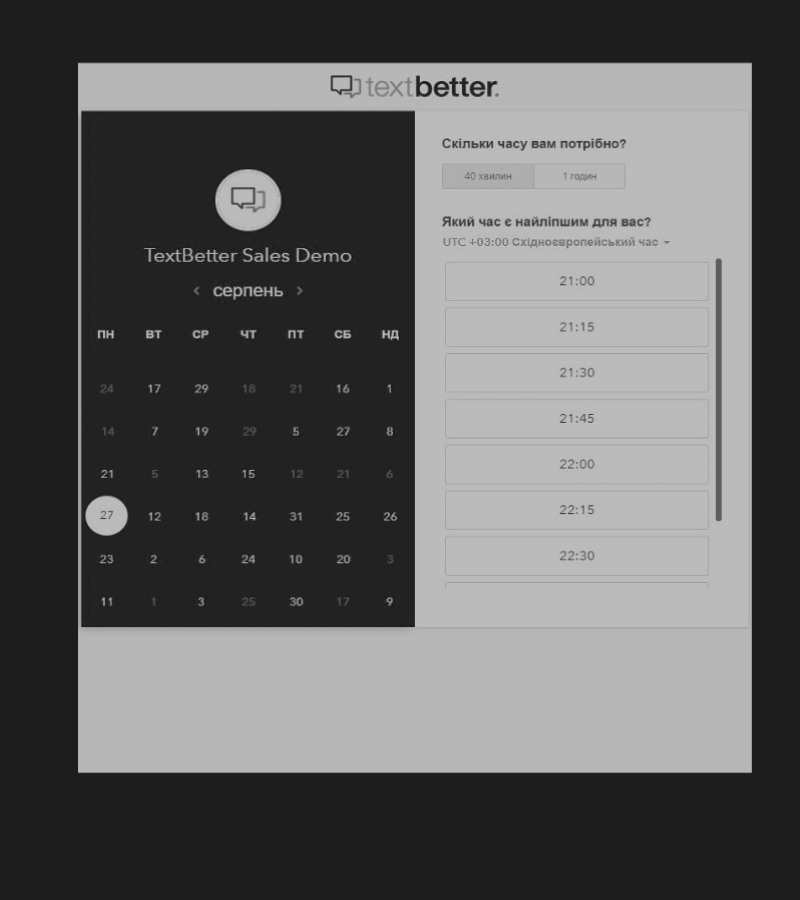 textbetter.
TextBetter Sales Demo
< серпень >
ПН ВТ СР ЧТ ПТ СБ НД
24 17 29 18 21 16 1
14 7 19 29 5 27 8
21 5 13 15 12 21 6
27 12 18 14 31 25 26
23 2 6 24 10 20 3
11 1 3 25 30 17 9
Скільки часу вам потрібно?
40 хвилин 1 годин
Який час є найліпшим для вас?
UTC +03:00 Східноєвропейський час
21:00
21:15
21:30
21:45
22:00
22:15
22:30